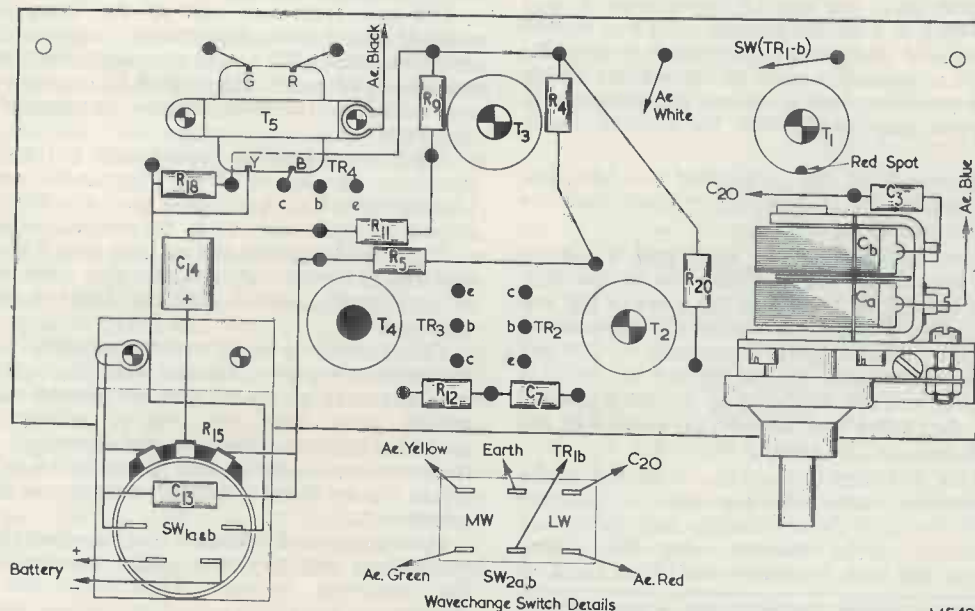 Ae. Black
SW(TR1-b)
G R
T5
R9
R4
Ae White
T3
T1
Red Spot
Y B TR4
R18
c b e
C20
C3
Ae. Blue
R11
R5
C14
+
Cb
Ca
R20
T4
e
TR3 b
c
c
b TR2
e
T2
R12 C7
R15
C13
SW1a&b
+
Battery
-
Ae. Yellow Earth TR1b C20
MW LW
Ae. Green SW2a,b Ae. Red
Wavechange Switch Details